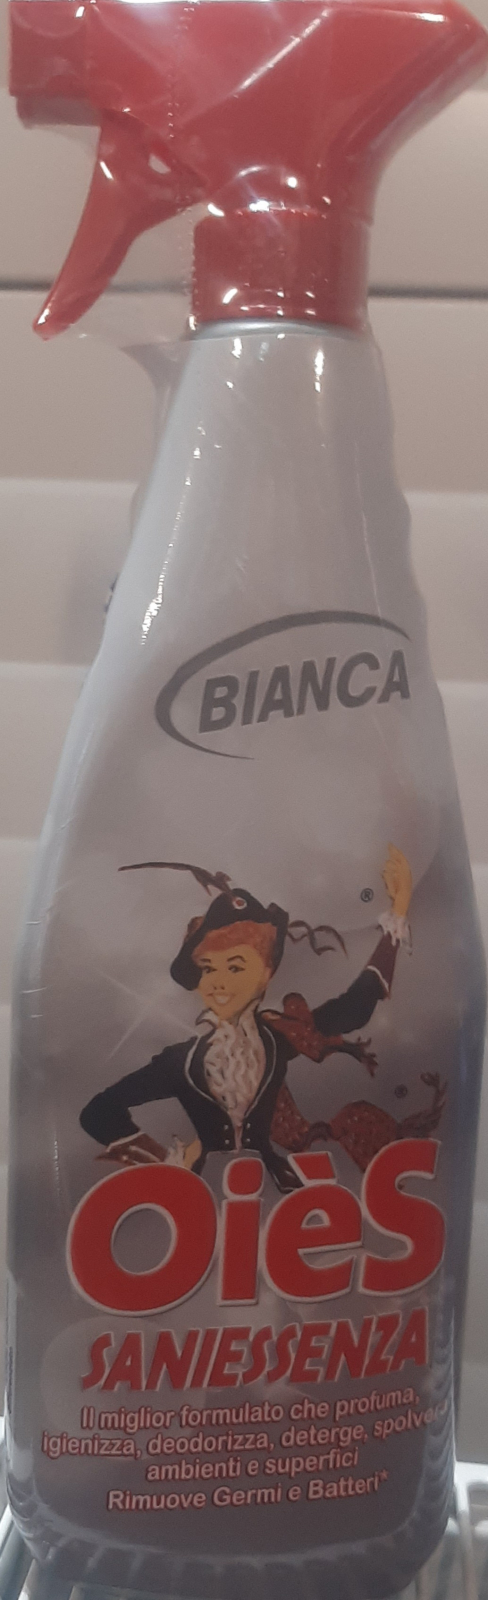 BIANCA
®
®
OièS
SANIESSENZA
Il miglior formulato che profuma,
igienizza, deodorizza, deterge, spolvera
ambienti e superfici
Rimuove Germi e Batteri*